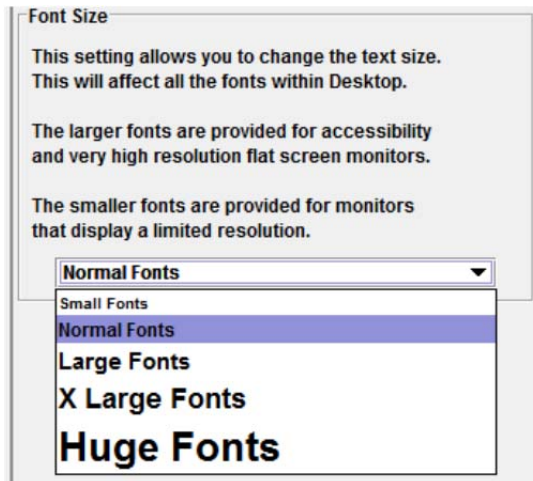 Font Size
This setting allows you to change the text size.
This will affect all the fonts within Desktop.
The larger fonts are provided for accessibility
and very high resolution flat screen monitors.
The smaller fonts are provided for monitors
that display a limited resolution.
Normal Fonts
Small Fonts
Normal Fonts
Large Fonts
X Large Fonts
Huge Fonts